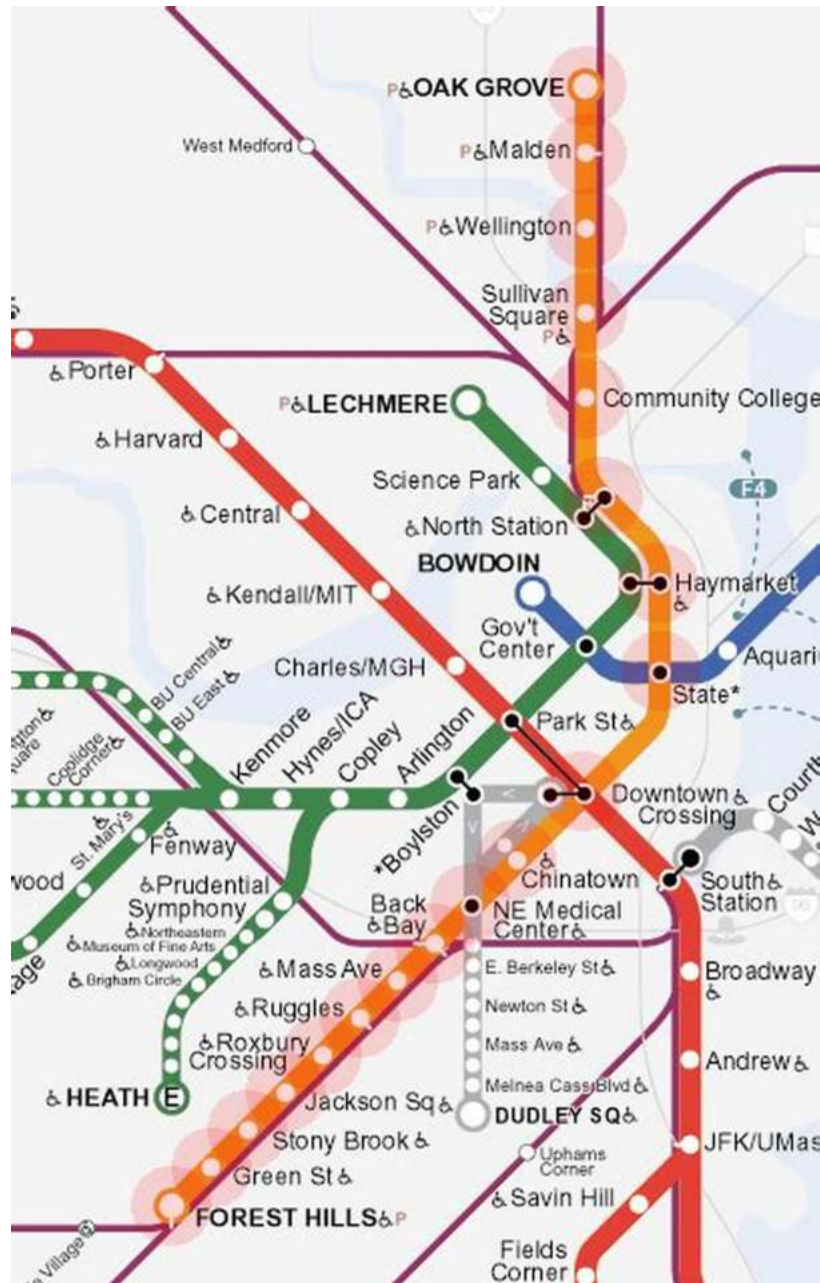 OAK GROVE
West Medford
P Malden
P Wellington
Sullivan
Square
P
Porter
P LECHMERE
Community College
Harvard
Science Park
F4
Central
North Station
BOWDOIN
Kendall/MIT
Haymarket
Gov't
Center
BU Central
BU East
Charles/MGH
State*
Park St
Kenmore
Hynes/ICA
Copley
Arlington
Coolidge
Corner
Downtown
Crossing
*Boylston
St. Mary's
Fenway
Chinatown
South
Station
Prudential
Symphony
Back
Bay
NE Medical
Center
Northeastern
Museum of Fine Arts
Longwood
Brigham Circle
Mass Ave
E. Berkeley St
Broadway
Ruggles
Newton St
Roxbury
Crossing
Mass Ave
Andrew
HEATH E
Jackson Sq
Melnea Cass Blvd
DUDLEY SQ
Stony Brook
JFK/UMas
Green St
Uphams
Corner
FOREST HILLS P
Savin Hill
Village
Fields
Corner